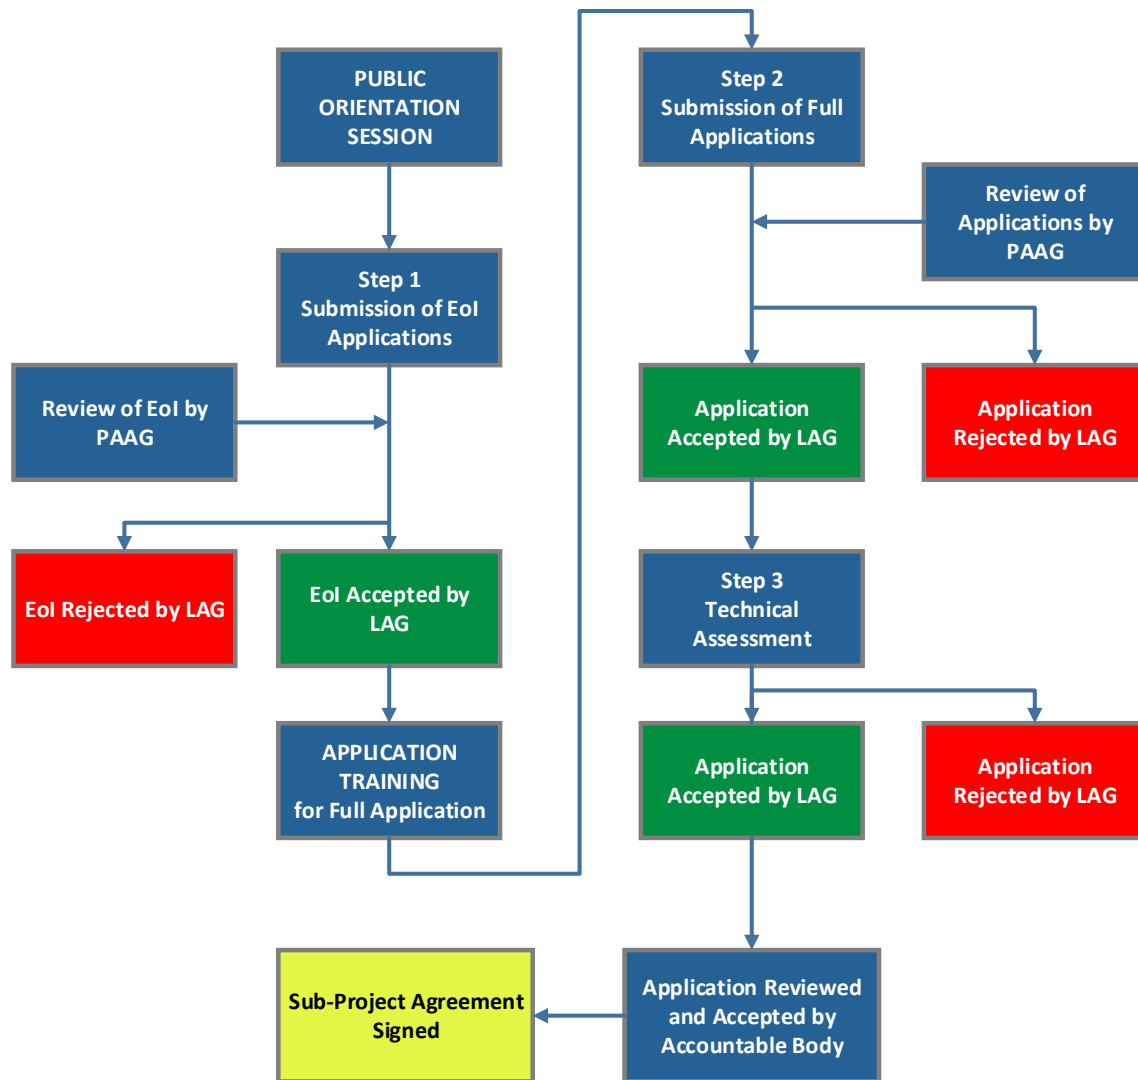 PUBLIC
ORIENTATION
SESSION
Step 1
Submission of EoI
Applications
Review of EoI by
PAAG
EoI Rejected by LAG
EoI Accepted by
LAG
APPLICATION
TRAINING
for Full Application
Step 2
Submission of Full
Applications
Review of
Applications by
PAAG
Application
Accepted by LAG
Application
Rejected by LAG
Step 3
Technical
Assessment
Application
Accepted by LAG
Application
Rejected by LAG
Application Reviewed
and Accepted by
Accountable Body
Sub-Project Agreement
Signed